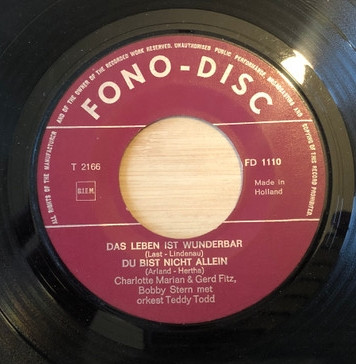 ALL RIGHTS OF THE MANUFACTURER AND OF THE OWNER OF THE RECORDED WORK RESERVED. UNAUTHORISED PUBLIC PERFORMANCE BROADCASTING AND COPYING OF THIS RECORD PROHIBITED
FONO-DISC
T 2166
FD 1110
BIEM
Made in
Holland
DAS LEBEN IST WUNDERBAR
(Last - Lindenau)
DU BIST NICHT ALLEIN
(Arland - Hertha)
Charlotte Marian & Gerd Fitz,
Bobby Stern met
orkest Teddy Todd